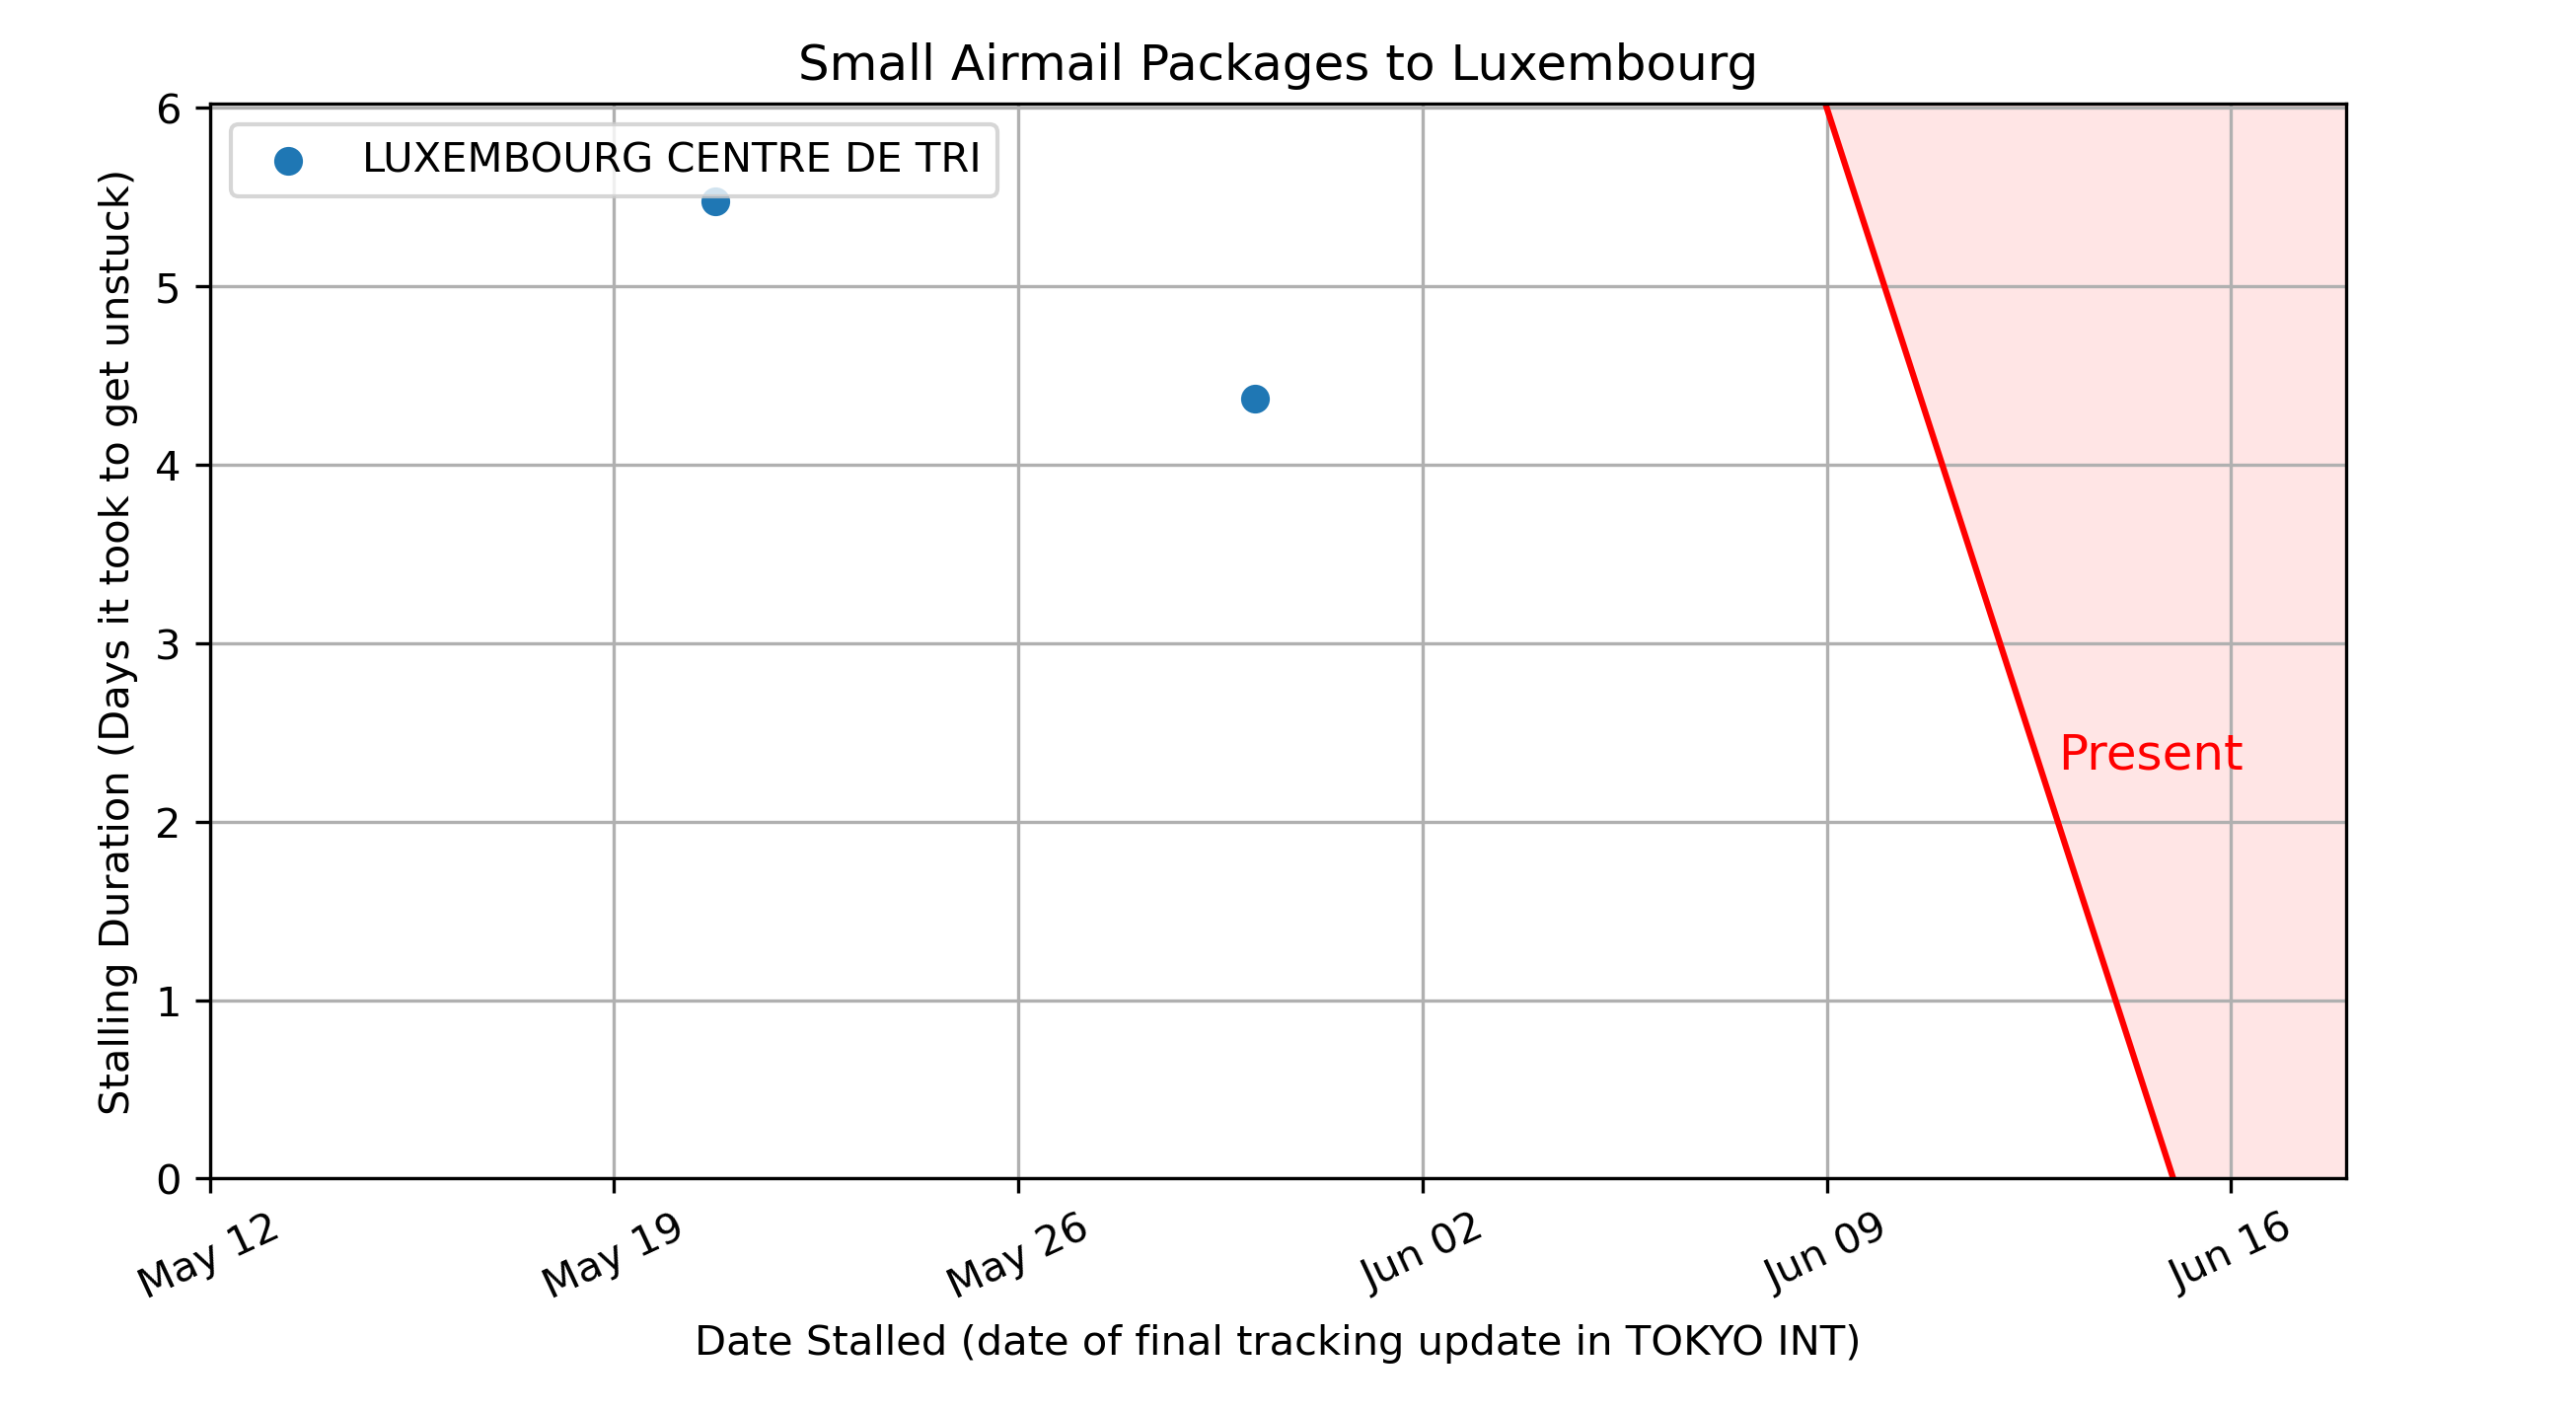 Small Airmail Packages to Luxembourg
LUXEMBOURG CENTRE DE TRI
Stalling Duration (Days it took to get unstuck)
6
5
4
3
2
1
0
Present
May 12
May 19
May 26
Jun 02
Jun 09
Jun 16
Date Stalled (date of final tracking update in TOKYO INT)